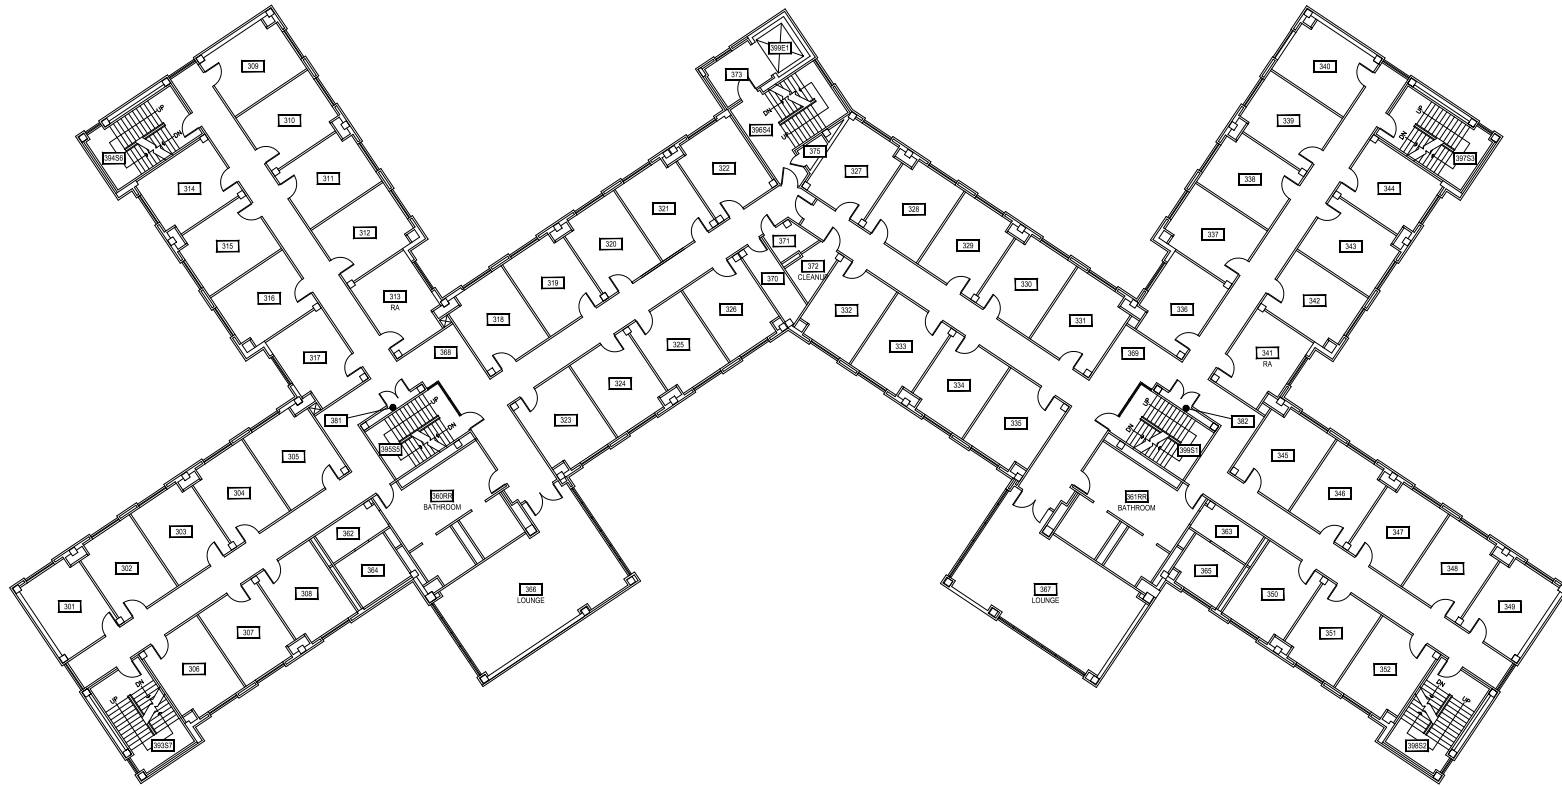 309
310
311
312
313
RA
314
315
316
317
394S6
UP
DN
368
381
395S5
UP
DN
301
302
303
304
305
306
307
308
362
364
393S7
UP
DN
360RR
BATHROOM
366
LOUNGE
318
319
320
321
322
323
324
325
326
373
399E1
396S4
DN
UP
375
371
370
372
CLEANUP
327
328
329
330
331
332
333
334
335
369
340
339
338
337
336
344
343
342
341
RA
397S3
UP
DN
382
399S1
UP
DN
361RR
BATHROOM
367
LOUNGE
363
365
345
346
347
348
349
350
351
352
398S2
DN
UP